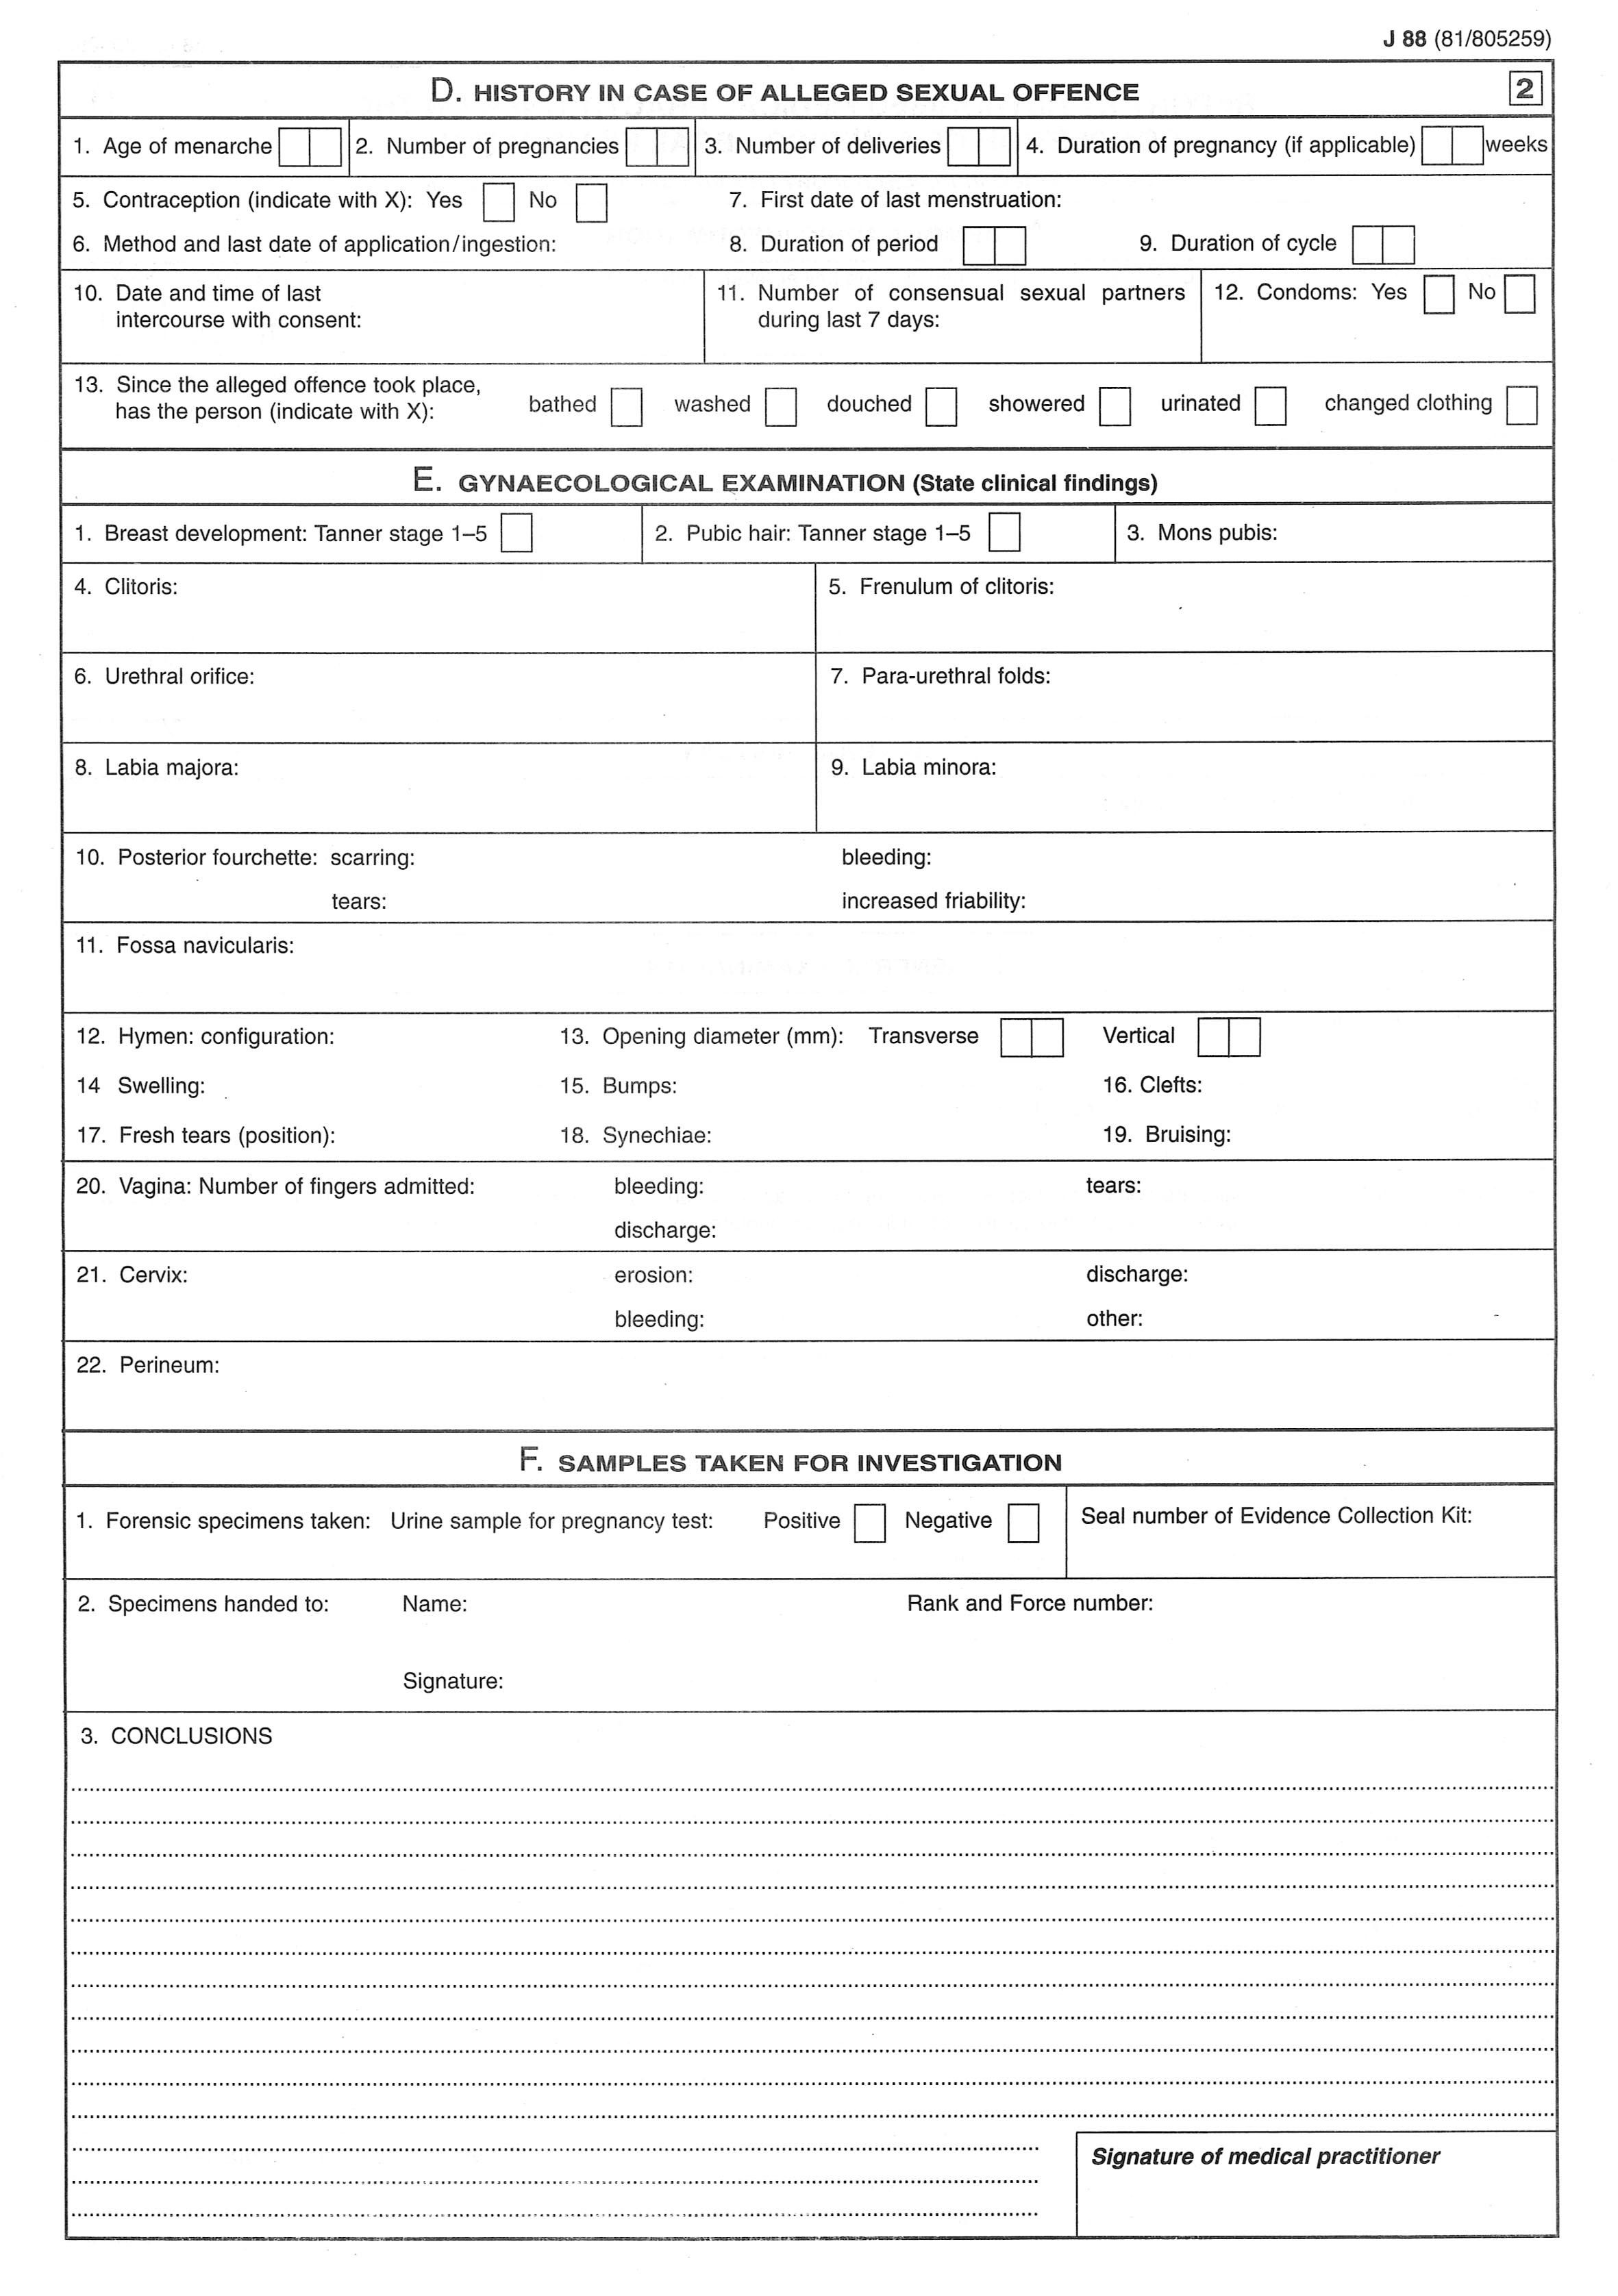 J 88 (81/805259)
D. HISTORY IN CASE OF ALLEGED SEXUAL OFFENCE 2
1. Age of menarche 2. Number of pregnancies 3. Number of deliveries 4. Duration of pregnancy (if applicable) weeks
5. Contraception (indicate with X): Yes No 7. First date of last menstruation:
6. Method and last date of application/ingestion: 8. Duration of period 9. Duration of cycle
10. Date and time of last
intercourse with consent:
11. Number of consensual sexual partners
during last 7 days:
12. Condoms: Yes No
13. Since the alleged offence took place,
has the person (indicate with X):
bathed washed douched showered urinated changed clothing
E. GYNAECOLOGICAL EXAMINATION (State clinical findings)
1. Breast development: Tanner stage 1–5 2. Pubic hair: Tanner stage 1–5 3. Mons pubis:
4. Clitoris: 5. Frenulum of clitoris:
6. Urethral orifice: 7. Para-urethral folds:
8. Labia majora: 9. Labia minora:
10. Posterior fourchette: scarring: bleeding:
tears: increased friability:
11. Fossa navicularis:
12. Hymen: configuration: 13. Opening diameter (mm): Transverse Vertical
14 Swelling: 15. Bumps: 16. Clefts:
17. Fresh tears (position): 18. Synechiae: 19. Bruising:
20. Vagina: Number of fingers admitted: bleeding: tears:
discharge:
21. Cervix: erosion: discharge:
bleeding: other:
22. Perineum:
F. SAMPLES TAKEN FOR INVESTIGATION
1. Forensic specimens taken: Urine sample for pregnancy test: Positive Negative Seal number of Evidence Collection Kit:
2. Specimens handed to: Name: Rank and Force number:
Signature:
3. CONCLUSIONS
Signature of medical practitioner